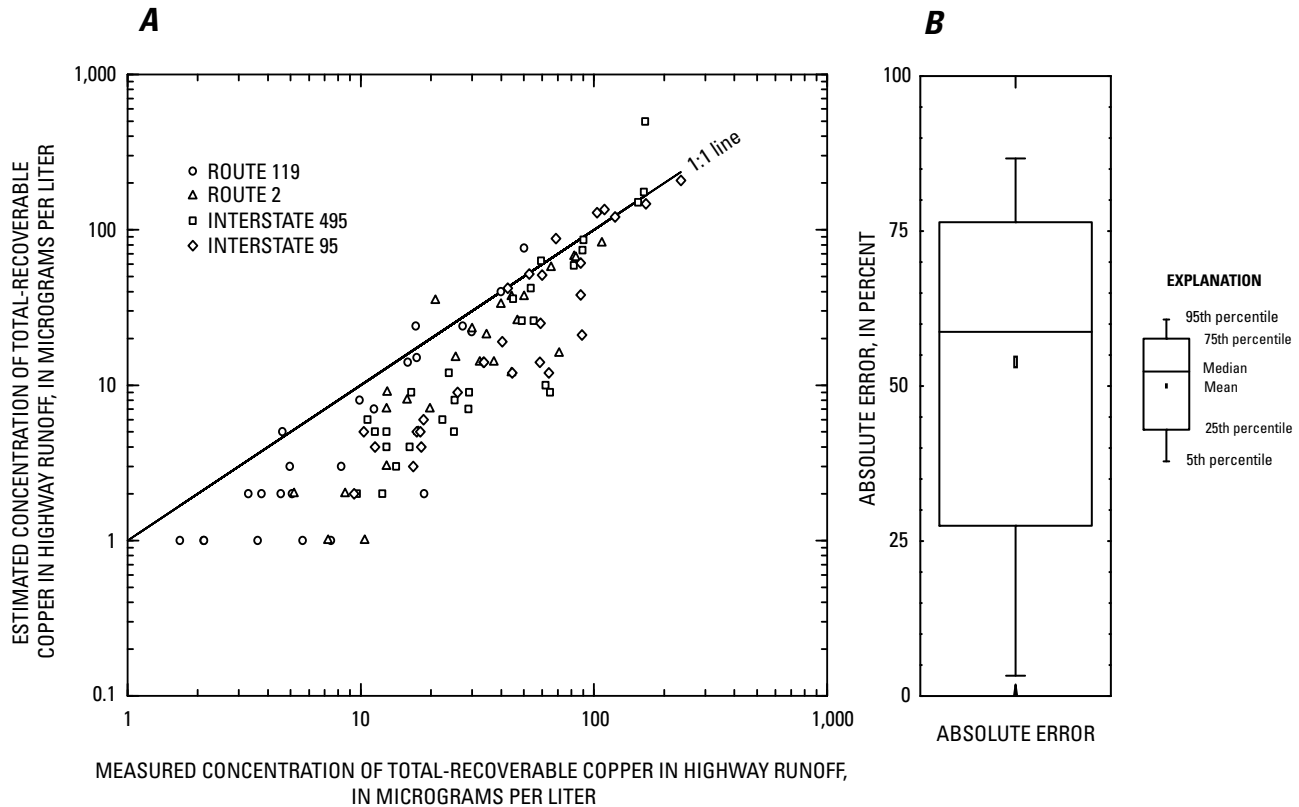 A
B
ESTIMATED CONCENTRATION OF TOTAL-RECOVERABLE
COPPER IN HIGHWAY RUNOFF, IN MICROGRAMS PER LITER
1,000
100
10
1
0.1
ROUTE 119
ROUTE 2
INTERSTATE 495
INTERSTATE 95
1:1 line
1
10
100
1,000
MEASURED CONCENTRATION OF TOTAL-RECOVERABLE COPPER IN HIGHWAY RUNOFF,
IN MICROGRAMS PER LITER
ABSOLUTE ERROR, IN PERCENT
100
75
50
25
0
ABSOLUTE ERROR
EXPLANATION
95th percentile
75th percentile
Median
Mean
25th percentile
5th percentile